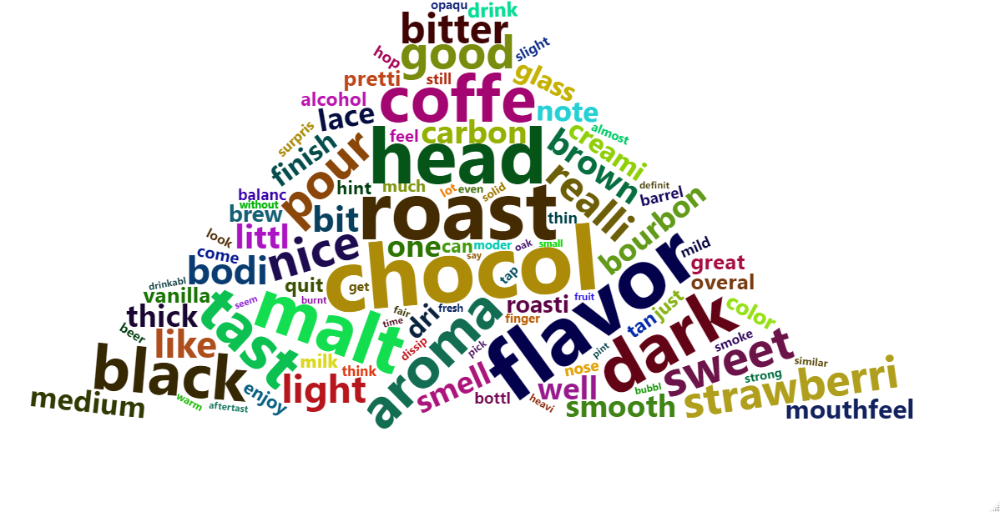 opaqu
drink
bitter
good
slight
hop
pretti
still
glass
alcohol
coffe
note
lace
surpris
feel
carbon
creami
almost
finish
pour
head
brown
hint
much
lot
even
solid
realli
definit
barrel
balanc
without
brew
bit
roast
thin
bourbon
look
littl
nice
one
can
moder
say
oak
small
mild
come
bodi
chocol
tap
great
drinkabl
quit
get
flavor
overal
vanilla
tast
seem
burnt
malt
fair
time
dri
fresh
aroma
roasti
fruit
finger
just
tan
color
thick
beer
like
milk
think
dissip
pick
pint
dark
smoke
black
light
smell
nose
sweet
similar
medium
warm
aftertast
enjoy
bottl
heavi
well
bubbl
strong
smooth
strawberri
mouthfeel